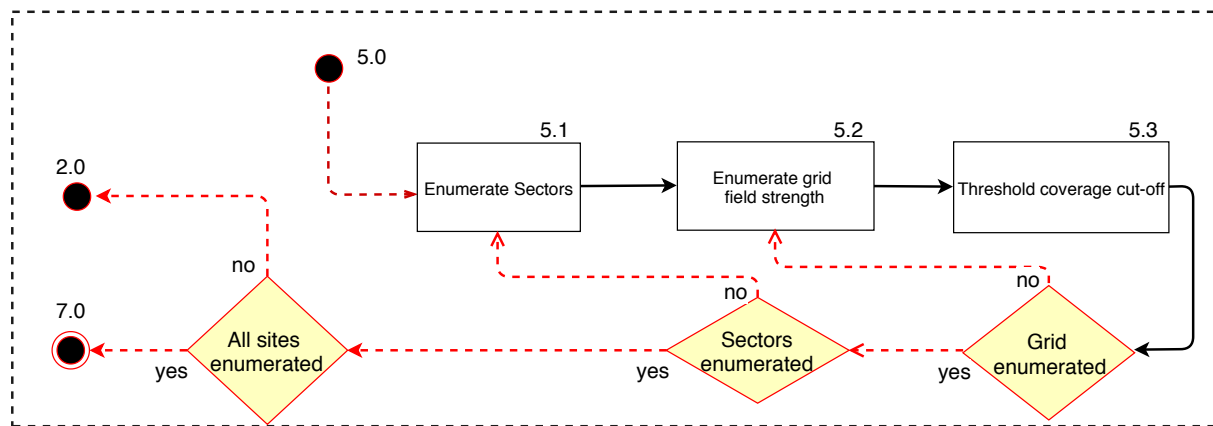 5.0
5.1
5.2
5.3
Enumerate Sectors
Enumerate grid
field strength
Threshold coverage cut-off
2.0
no
no
no
7.0
All sites
enumerated
yes
Sectors
enumerated
yes
Grid
enumerated
yes